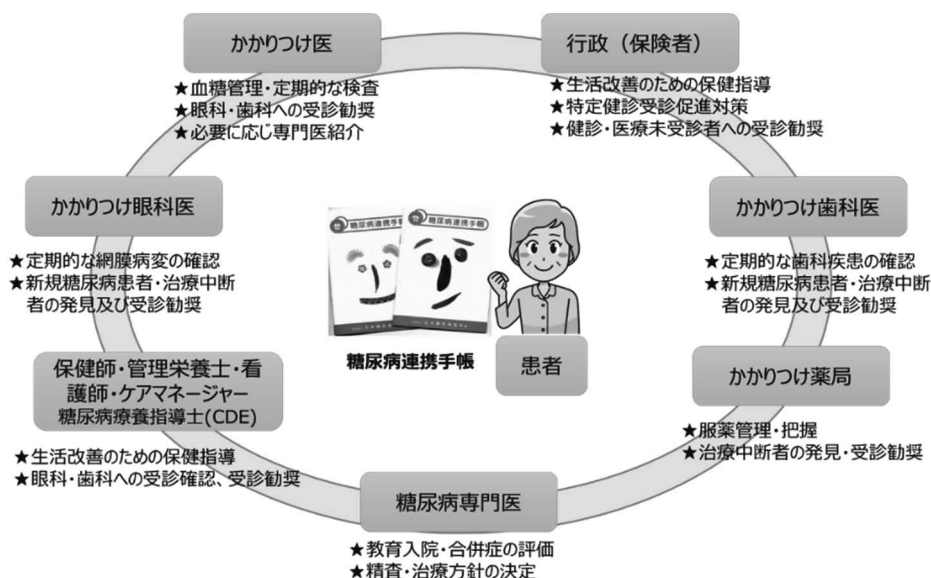 かかりつけ医
★血糖管理・定期的な検査
★眼科・歯科への受診勧奨
★必要に応じ専門医紹介
行政（保険者）
★生活改善のための保健指導
★特定健診受診促進対策
★健診・医療未受診者への受診勧奨
かかりつけ眼科医
★定期的な網膜病変の確認
★新規糖尿病患者・治療中断
者の発見及び受診勧奨
糖尿病連携手帳
糖尿病連携手帳
糖尿病連携手帳
患者
かかりつけ歯科医
★定期的な歯科疾患の確認
★新規糖尿病患者・治療中断
者の発見及び受診勧奨
保健師・管理栄養士・看
護師・ケアマネージャー
糖尿病療養指導士(CDE)
★生活改善のための保健指導
★眼科・歯科への受診確認、受診勧奨
かかりつけ薬局
★服薬管理・把握
★治療中断者の発見・受診勧奨
糖尿病専門医
★教育入院・合併症の評価
★精査・治療方針の決定